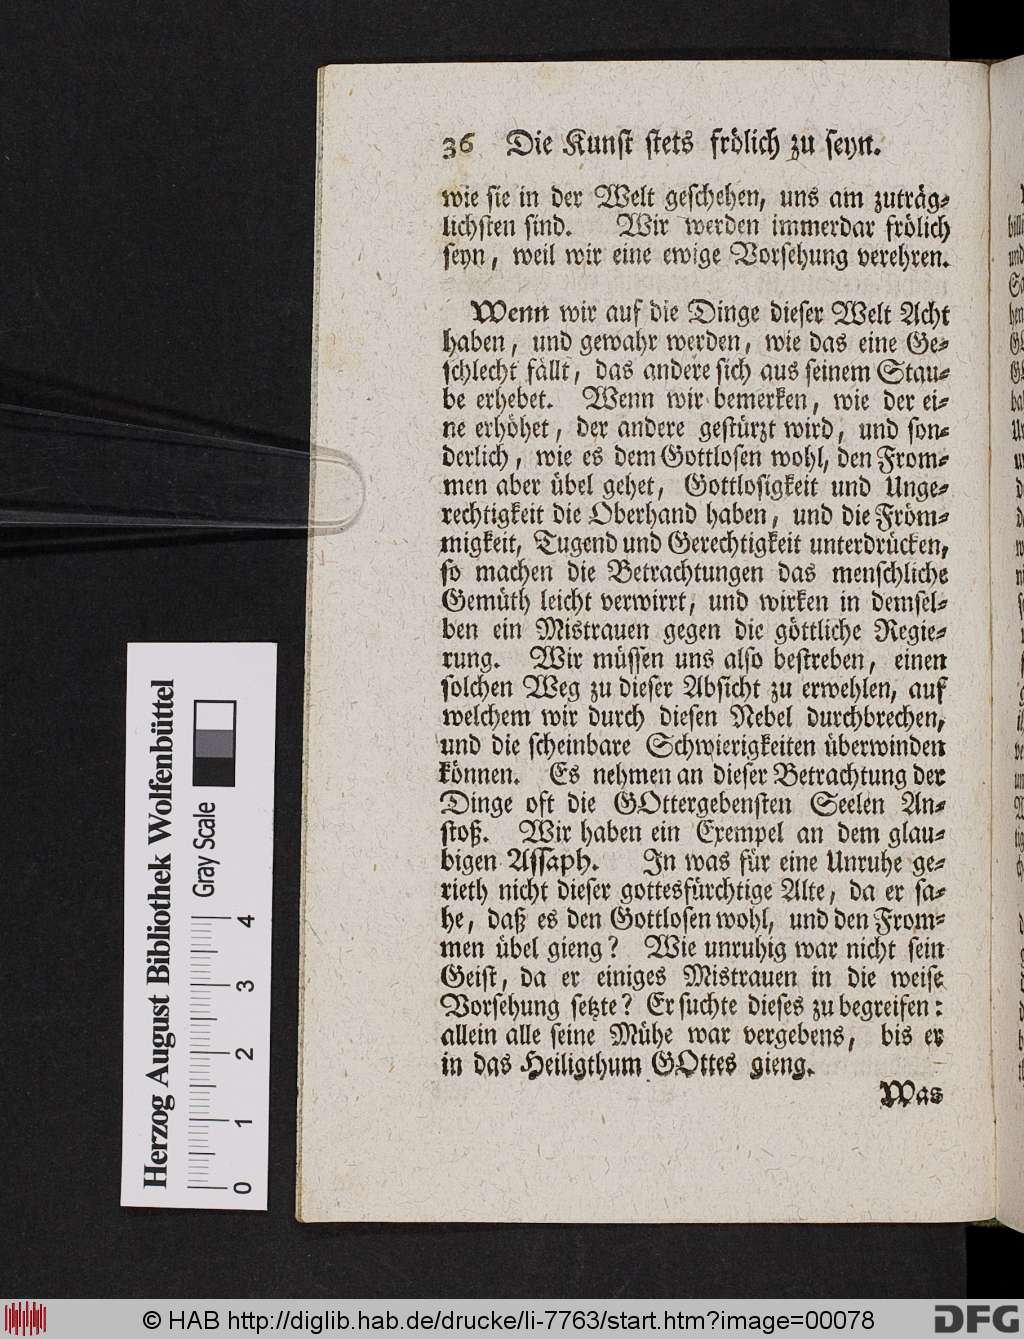 36 Die Kunst stets frölich zu seyn.
wie sie in der Welt geschehen, uns am zuträg-
lichsten sind. Wir werden immerdar frölich
seyn, weil wir eine ewige Vorsehung verehren.
Wenn wir auf die Dinge dieser Welt Acht
haben, und gewahr werden, wie das eine Ge-
schlecht fällt, das andere sich aus seinem Stau-
be erhebet. Wenn wir bemerken, wie der ei-
ne erhöhet, der andere gestürzt wird, und son-
derlich, wie es dem Gottlosen wohl, den From-
men aber übel gehet, Gottlosigkeit und Unge-
rechtigkeit die Oberhand haben, und die Fröm-
migkeit, Tugend und Gerechtigkeit unterdrücken,
so machen die Betrachtungen das menschliche
Gemüth leicht verwirrt, und wirken in demsel-
ben ein Mistrauen gegen die göttliche Regie-
rung. Wir müssen uns also bestreben, einen
solchen Weg zu dieser Absicht zu erwehlen, auf
welchem wir durch diesen Nebel durchbrechen,
und die scheinbare Schwierigkeiten überwinden
können. Es nehmen an dieser Betrachtung der
Dinge oft die GOttergebensten Seelen An-
stoß. Wir haben ein Exempel an dem glau-
bigen Assaph. In was für eine Unruhe ge-
rieth nicht dieser gottesfürchtige Alte, da er sa-
he, daß es den Gottlosen wohl, und den From-
men übel gieng? Wie unruhig war nicht sein
Geist, da er einiges Mistrauen in die weise
Vorsehung setzte? Er suchte dieses zu begreifen:
allein alle seine Mühe war vergebens, bis er
in das Heiligthum GOttes gieng.
Was
Herzog August Bibliothek Wolfenbüttel
Gray Scale
0 1 2 3 4
© HAB http://diglib.hab.de/drucke/li-7763/start.htm?image=00078
DFG